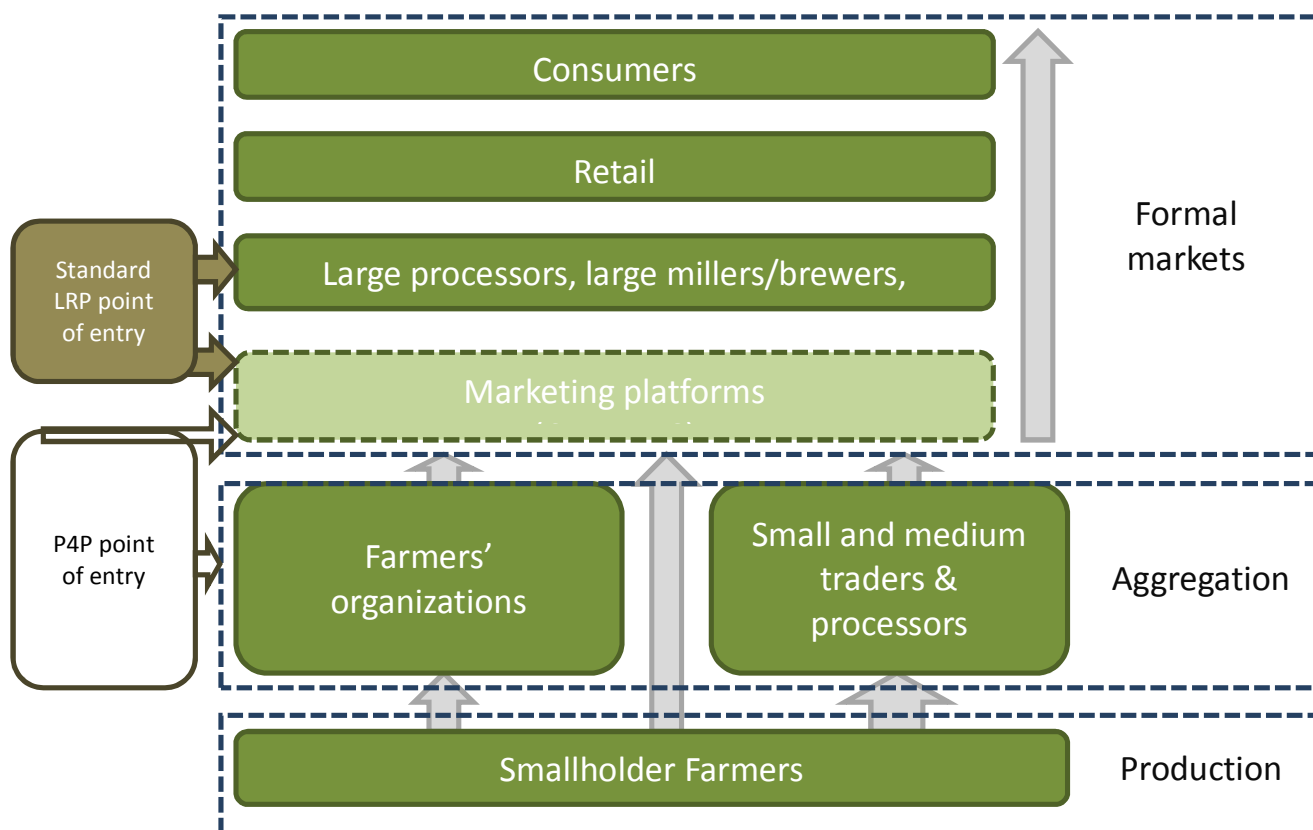 Consumers
Retail
Formal
markets
Standard
LRP point
of entry
Large processors, large millers/brewers,
Marketing platforms
P4P point
of entry
Farmers’
organizations
Small and medium
traders &
processors
Aggregation
Smallholder Farmers
Production